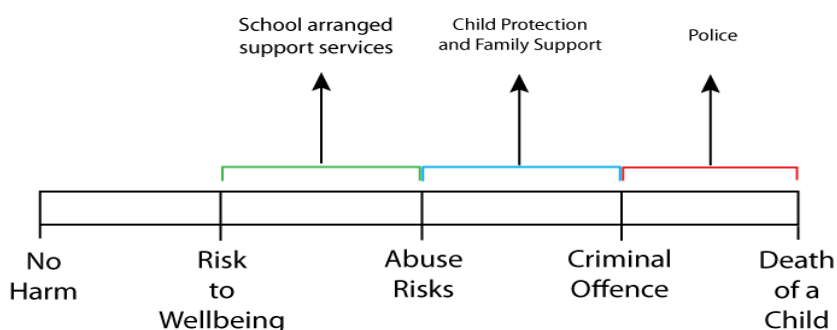 School arranged
support services
Child Protection
and Family Support
Police
No
Harm
Risk
to
Wellbeing
Abuse
Risks
Criminal
Offence
Death
of a
Child